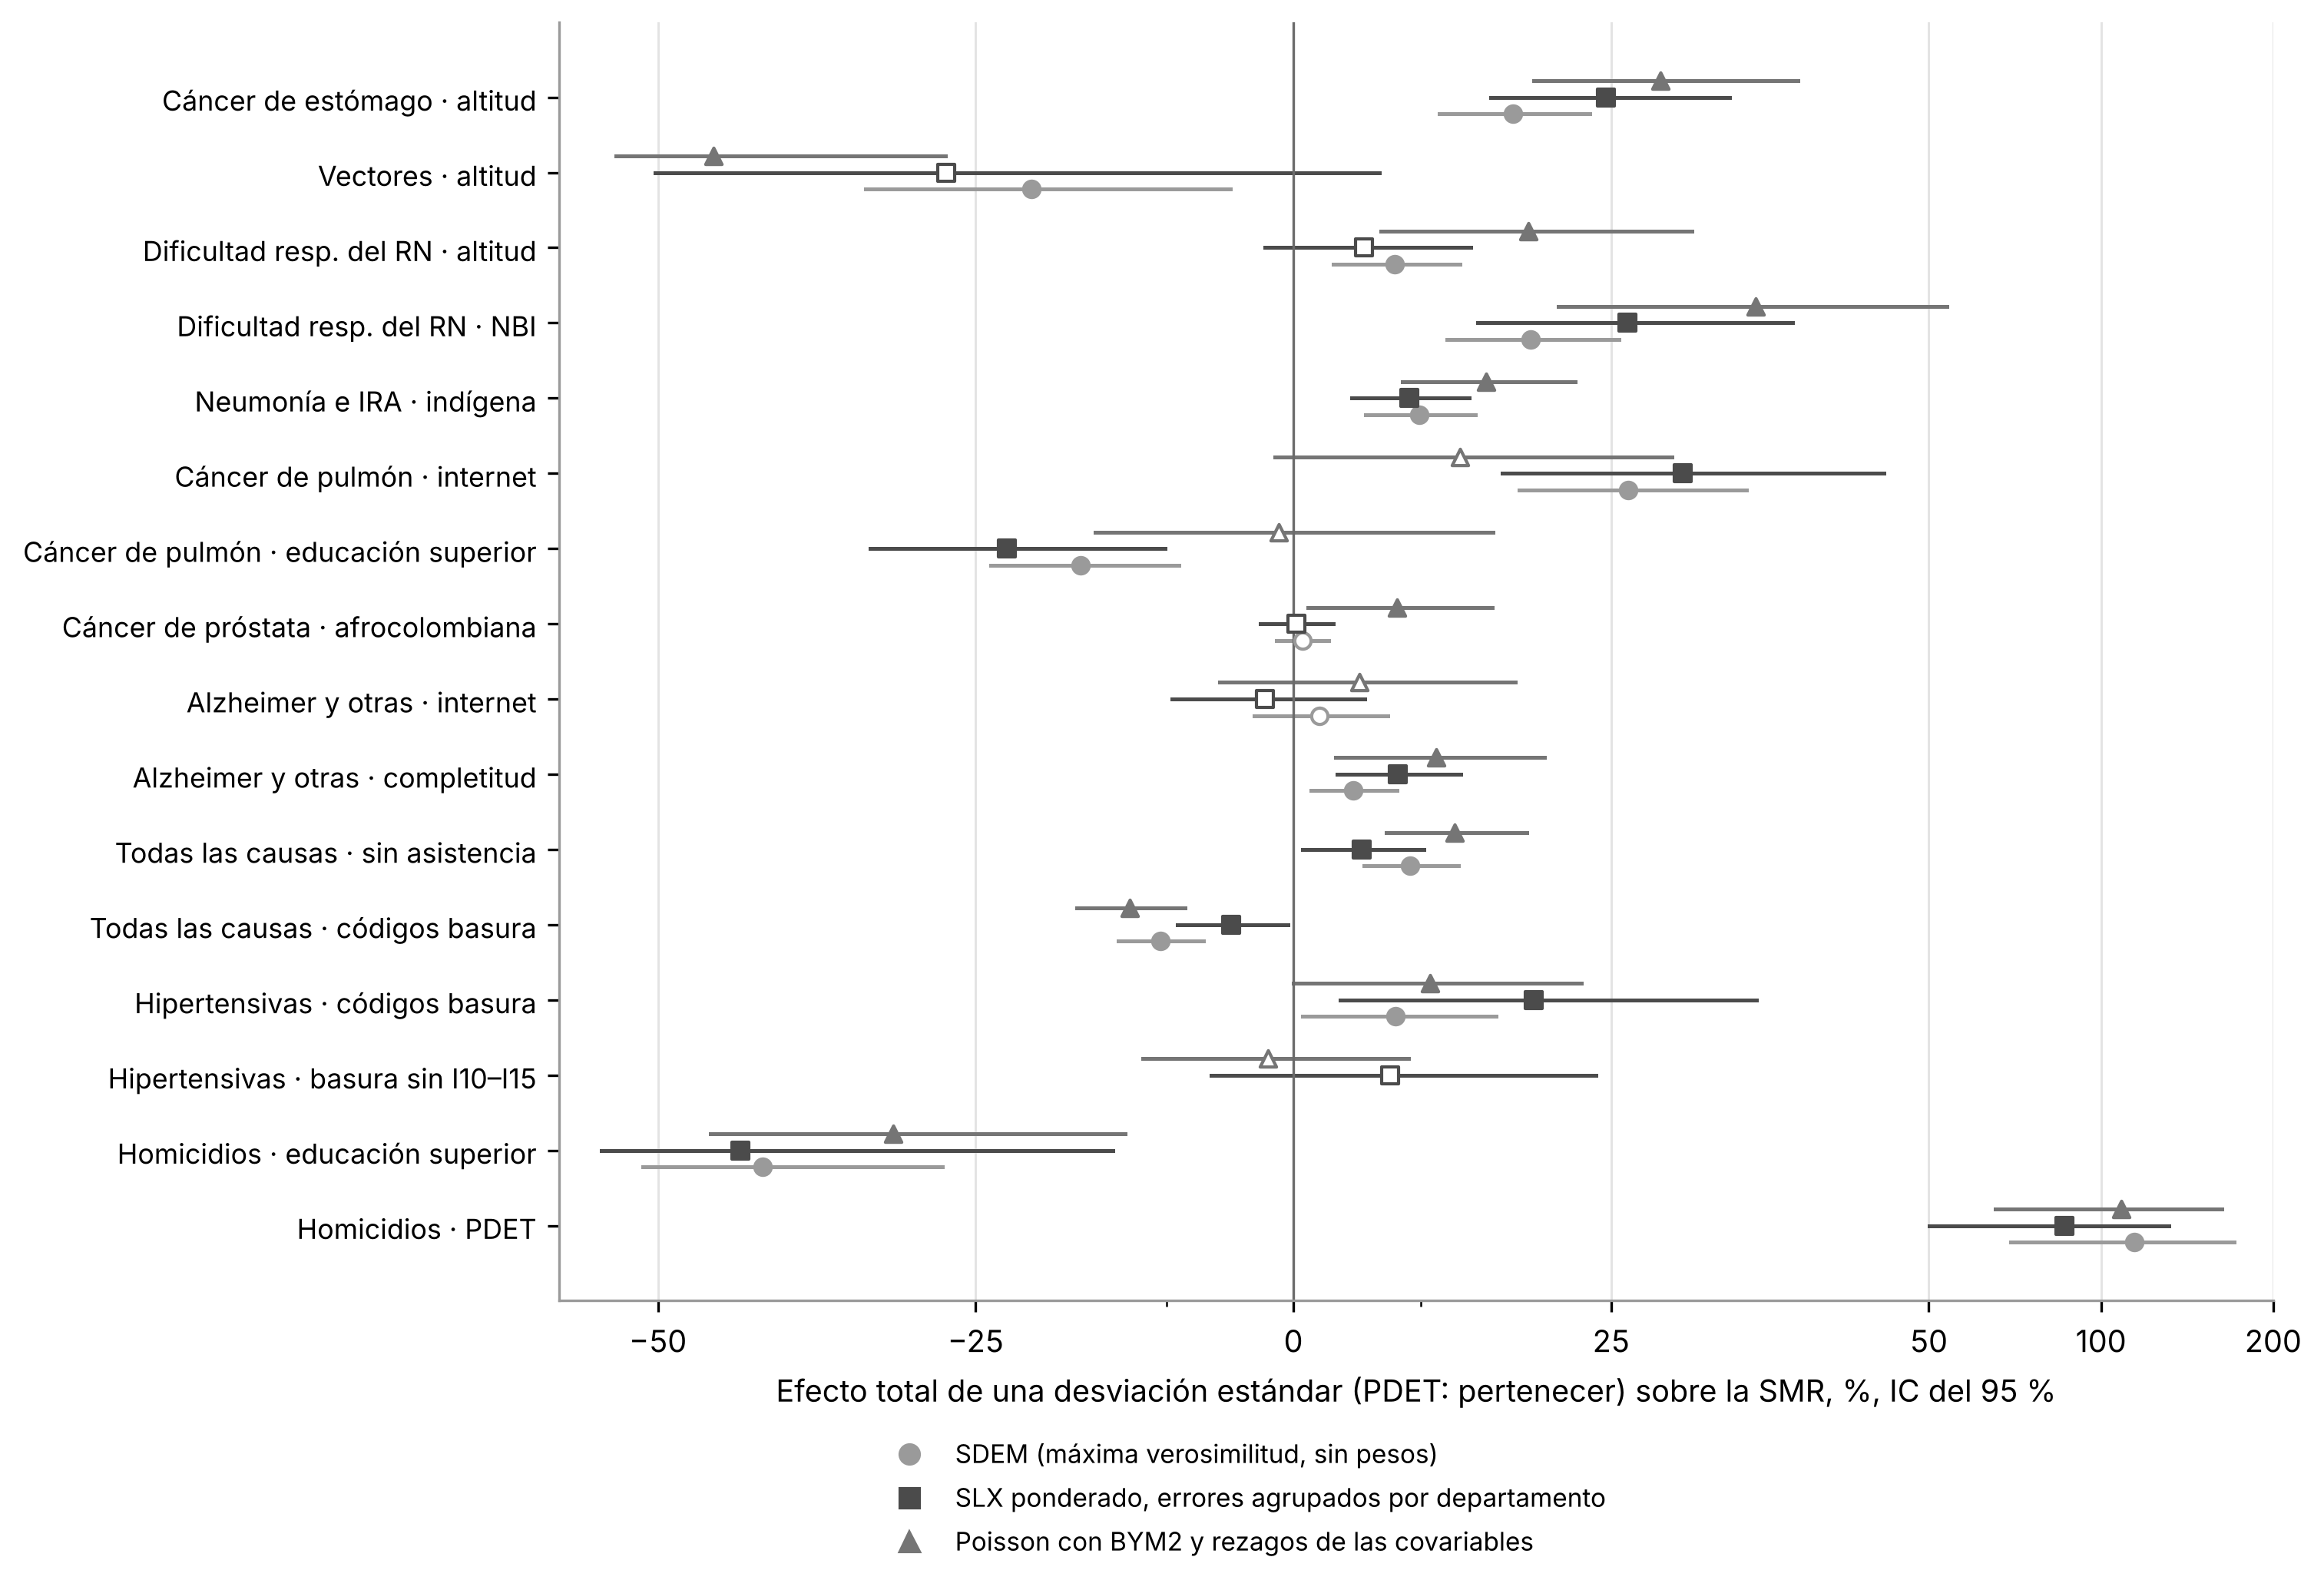 Cáncer de estómago · altitud
Vectores · altitud
Dificultad resp. del RN · altitud
Dificultad resp. del RN · NBI
Neumonía e IRA · indígena
Cáncer de pulmón · internet
Cáncer de pulmón · educación superior
Cáncer de próstata · afrocolombiana
Alzheimer y otras · internet
Alzheimer y otras · completitud
Todas las causas · sin asistencia
Todas las causas · códigos basura
Hipertensivas · códigos basura
Hipertensivas · basura sin I10–I15
Homicidios · educación superior
Homicidios · PDET
−50 −25 0 25 50 100 200
Efecto total de una desviación estándar (PDET: pertenecer) sobre la SMR, %, IC del 95 %
SDEM (máxima verosimilitud, sin pesos)
SLX ponderado, errores agrupados por departamento
Poisson con BYM2 y rezagos de las covariables